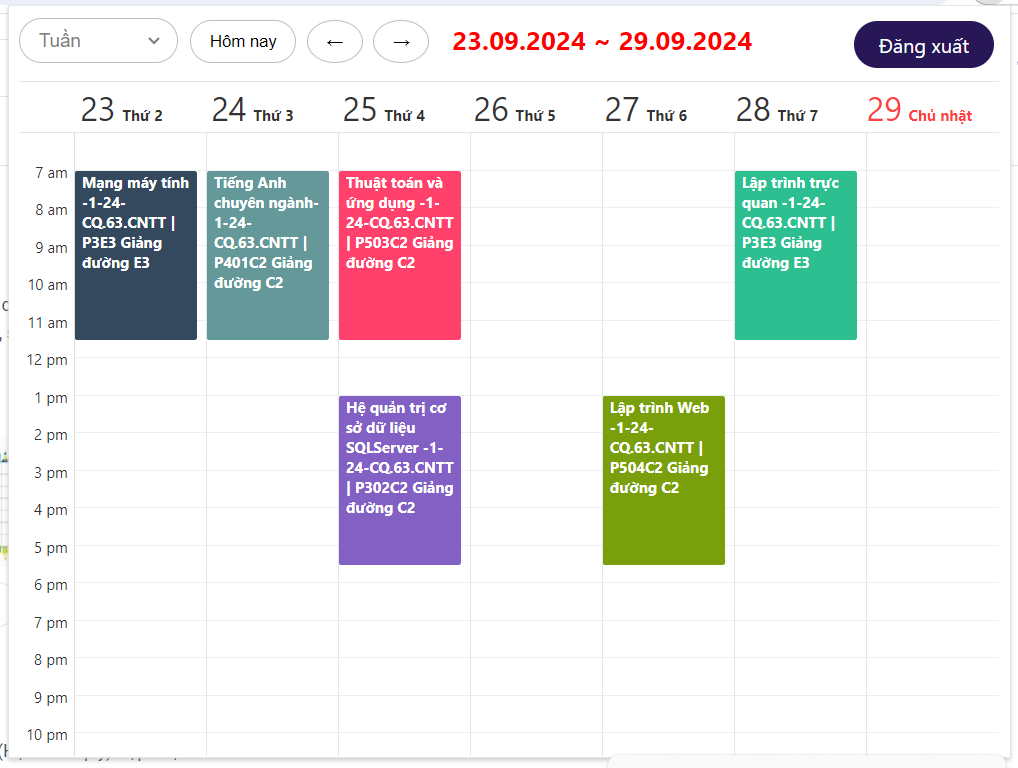 Tuần
Hôm nay
←
→
23.09.2024 ~ 29.09.2024
Đăng xuất
23 Thứ 2
24 Thứ 3
25 Thứ 4
26 Thứ 5
27 Thứ 6
28 Thứ 7
29 Chủ nhật
7 am
8 am
9 am
10 am
11 am
12 pm
1 pm
2 pm
3 pm
4 pm
5 pm
6 pm
7 pm
8 pm
9 pm
10 pm
Mạng máy tính
-1-24-
CQ.63.CNTT |
P3E3 Giảng
đường E3
Tiếng Anh
chuyên ngành-
1-24-
CQ.63.CNTT |
P401C2 Giảng
đường C2
Thuật toán và
ứng dụng -1-
24-CQ.63.CNTT
| P503C2 Giảng
đường C2
Hệ quản trị cơ
sở dữ liệu
SQLServer -1-
24-CQ.63.CNTT
| P302C2 Giảng
đường C2
Lập trình Web
-1-24-
CQ.63.CNTT |
P504C2 Giảng
đường C2
Lập trình trực
quan -1-24-
CQ.63.CNTT |
P3E3 Giảng
đường E3